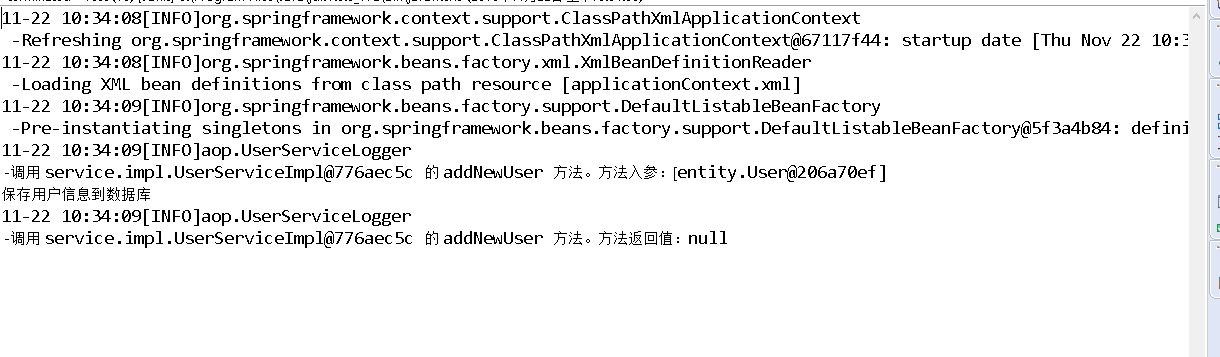 11-22 10:34:08[INFO]org.springframework.context.support.ClassPathXmlApplicationContext
-Refreshing org.springframework.context.support.ClassPathXmlApplicationContext@67117f44: startup date [Thu Nov 22 10:3
11-22 10:34:08[INFO]org.springframework.beans.factory.xml.XmlBeanDefinitionReader
-Loading XML bean definitions from class path resource [applicationContext.xml]
11-22 10:34:09[INFO]org.springframework.beans.factory.support.DefaultListableBeanFactory
-Pre-instantiating singletons in org.springframework.beans.factory.support.DefaultListableBeanFactory@5f3a4b84: defini
11-22 10:34:09[INFO]aop.UserServiceLogger
-调用 service.impl.UserServiceImpl@776aec5c 的 addNewUser 方法。方法入参：[entity.User@206a70ef]
保存用户信息到数据库
11-22 10:34:09[INFO]aop.UserServiceLogger
-调用 service.impl.UserServiceImpl@776aec5c 的 addNewUser 方法。方法返回值：null